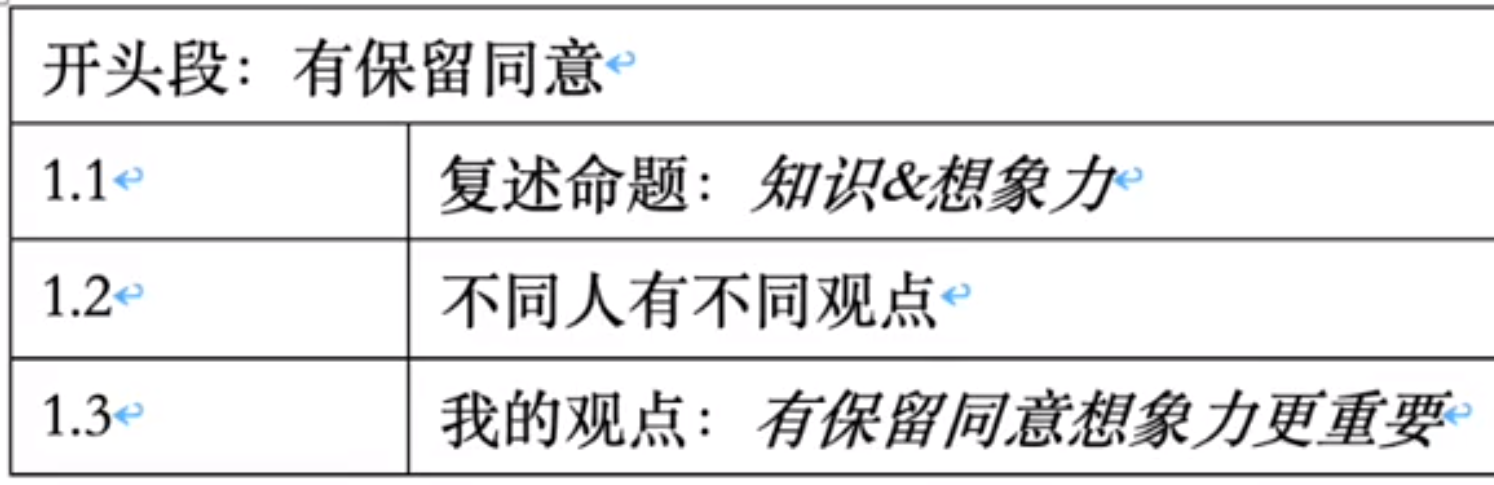 开头段：有保留同意
1.1 复述命题：知识&想象力
1.2 不同人有不同观点
1.3 我的观点：有保留同意想象力更重要